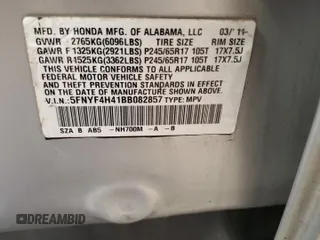 MFD. BY HONDA MFG. OF ALABAMA, LLC 03/'11
GVWR 2765KG(6096LBS) TIRE SIZE RIM SIZE
GAWR F 1325KG(2921LBS) P245/65R17 105T 17X7.5J
GAWR R 1525KG(3362LBS) P245/65R17 105T 17X7.5J
THIS VEHICLE CONFORMS TO ALL APPLICABLE
FEDERAL MOTOR VEHICLE SAFETY
AND THEFT PREVENTION STANDARDS
IN EFFECT ON THE DATE OF MANUFACTURE SHOWN ABOVE.
5FNYF4H41BB082857 TYPE: MPV
SZA B AB5 -NH700M -A -B
DREAMBID